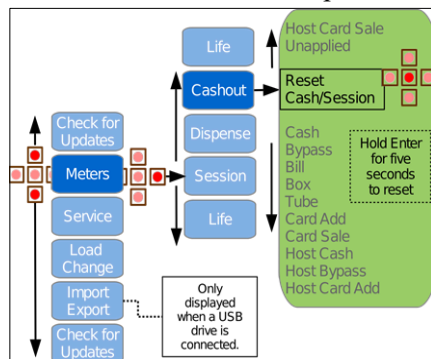 Check for
Updates
Meters
Service
Load
Change
Import
Export
Check for
Updates
Only
displayed
when a USB
drive is
connected.
Life
Cashout
Dispense
Session
Life
Host Card Sale
Unapplied
Reset
Cash/Session
Cash
Bypass
Bill
Box
Tube
Card Add
Card Sale
Host Cash
Host Bypass
Host Card Add
Hold Enter
for five
seconds
to reset